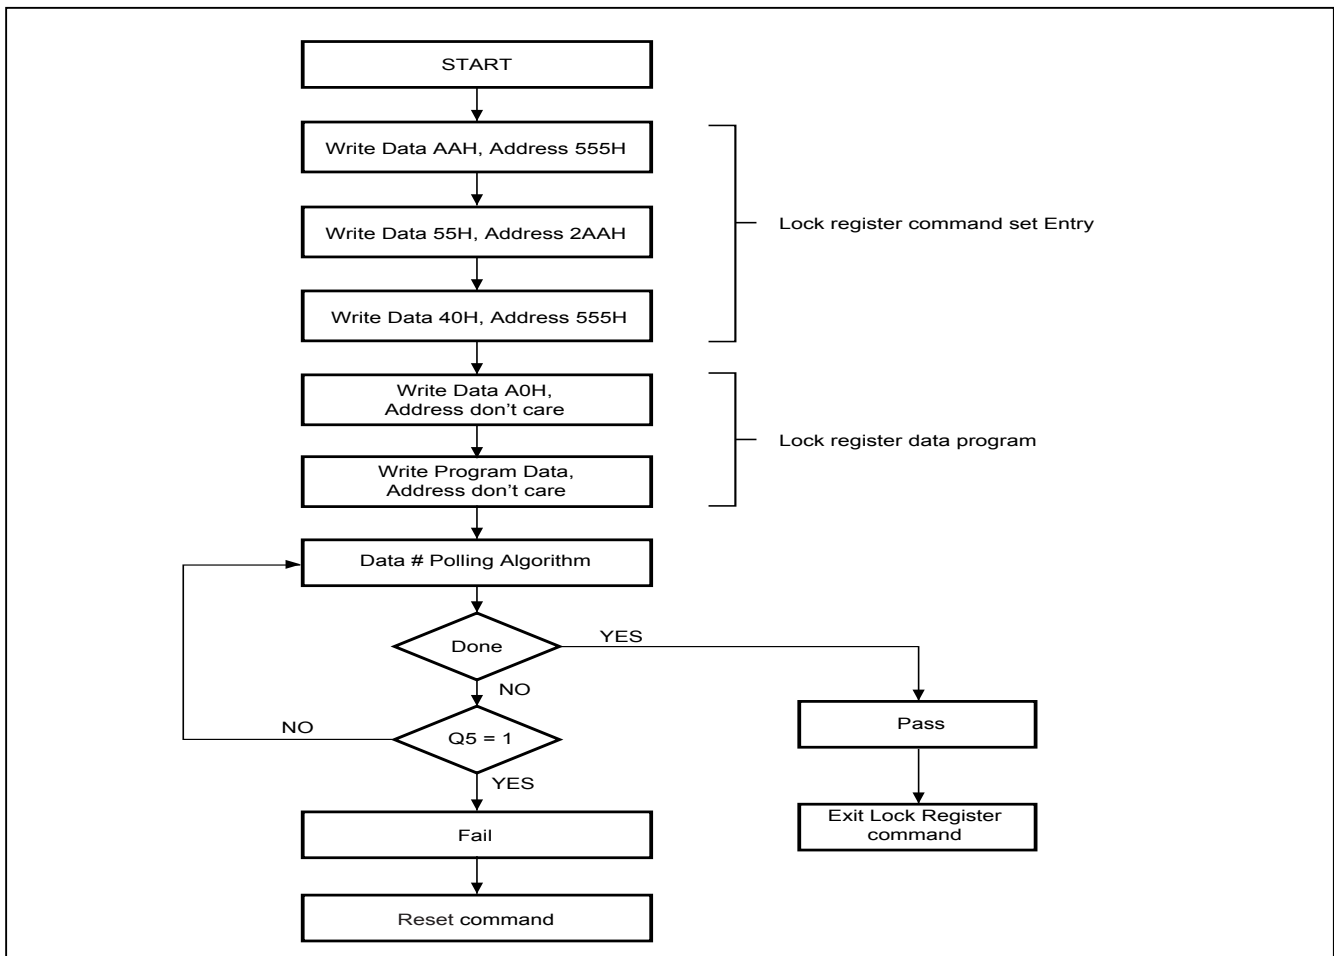 START
Write Data AAH, Address 555H
Write Data 55H, Address 2AAH
Lock register command set Entry
Write Data 40H, Address 555H
Write Data A0H,
Address don't care
Lock register data program
Write Program Data,
Address don't care
Data # Polling Algorithm
Done
YES
NO
Q5 = 1
NO
YES
Pass
Exit Lock Register
command
Fail
Reset command